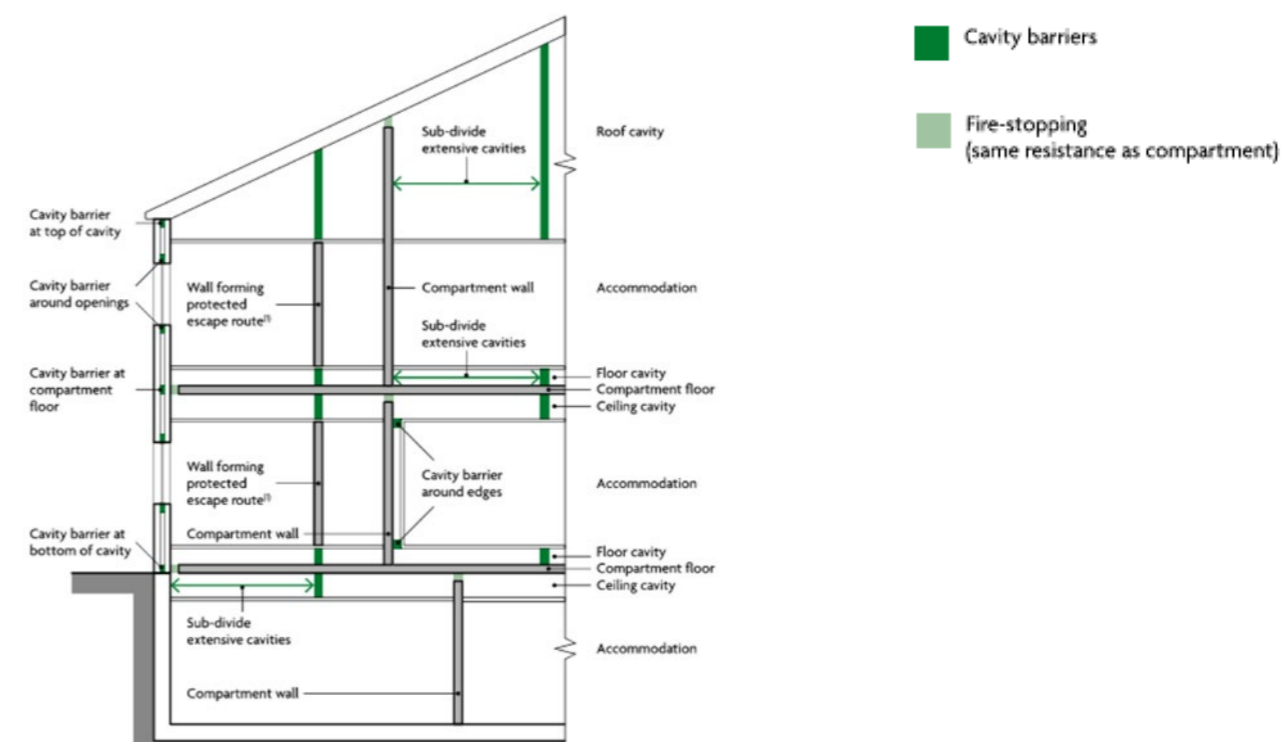 Cavity barriers
Fire-stopping
(same resistance as compartment)
Sub-divide
extensive cavities
Roof cavity
Cavity barrier
at top of cavity
Cavity barrier
around openings
Wall forming
protected
escape route(1)
Compartment wall
Accommodation
Sub-divide
extensive cavities
Cavity barrier at
compartment
floor
Floor cavity
Compartment floor
Ceiling cavity
Wall forming
protected
escape route(1)
Cavity barrier
around edges
Accommodation
Cavity barrier at
bottom of cavity
Compartment wall
Floor cavity
Compartment floor
Ceiling cavity
Sub-divide
extensive cavities
Accommodation
Compartment wall